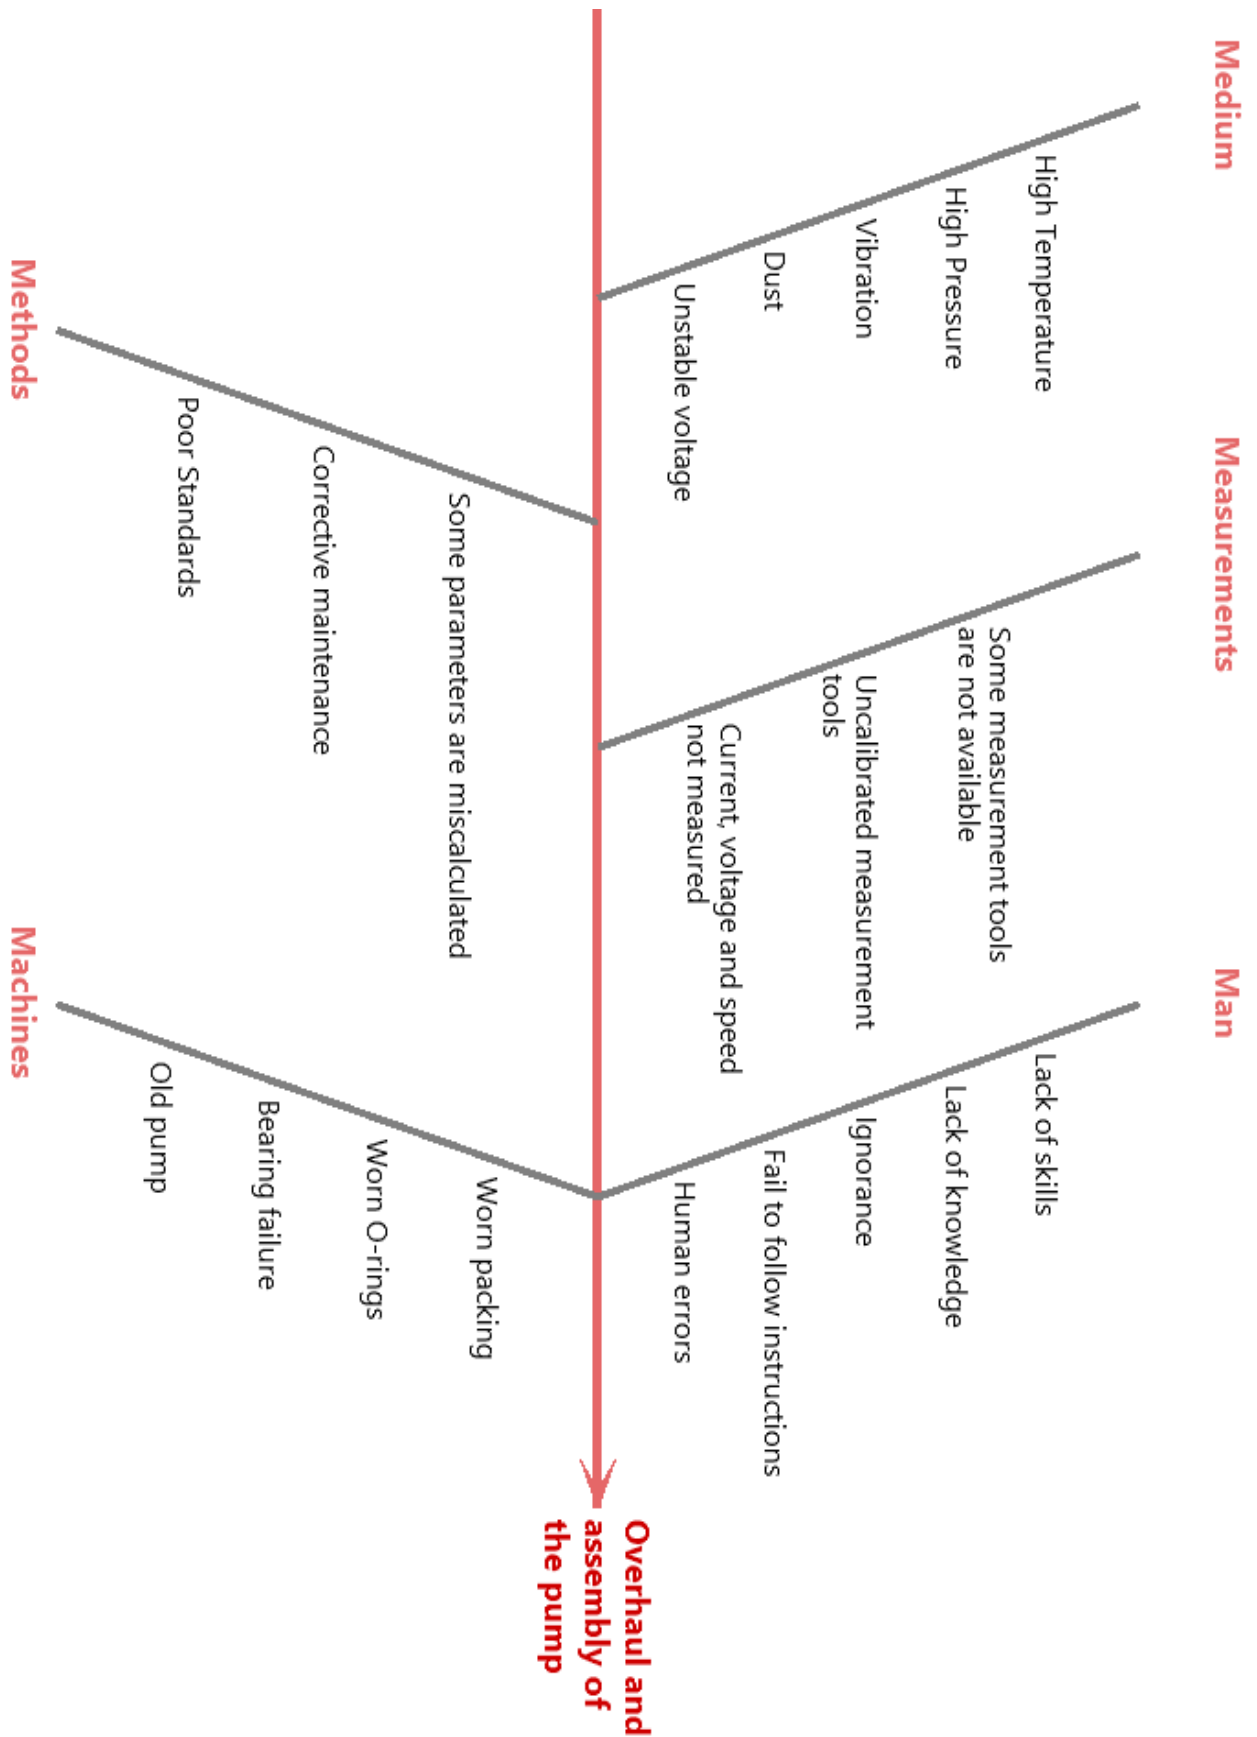 Medium
High Temperature
High Pressure
Vibration
Dust
Unstable voltage
Measurements
Some measurement tools
are not available
Uncalibrated measurement
tools
Current, voltage and speed
not measured
Man
Lack of skills
Lack of knowledge
Ignorance
Fail to follow instructions
Human errors
Overhaul and
assembly of
the pump
Methods
Some parameters are miscalculated
Corrective maintenance
Poor Standards
Machines
Worn packing
Worn O-rings
Bearing failure
Old pump